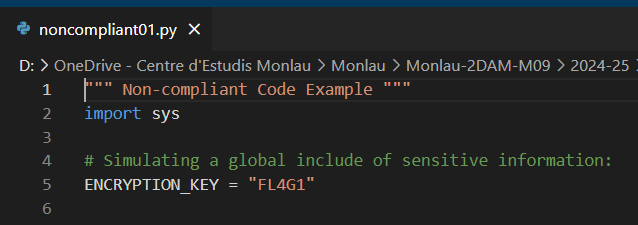 noncompliant01.py ×
D: > OneDrive - Centre d'Estudis Monlau > Monlau > Monlau-2DAM-M09 > 2024-25
1 """ Non-compliant Code Example """
2 import sys
3
4 # Simulating a global include of sensitive information:
5 ENCRYPTION_KEY = "FL4G1"
6